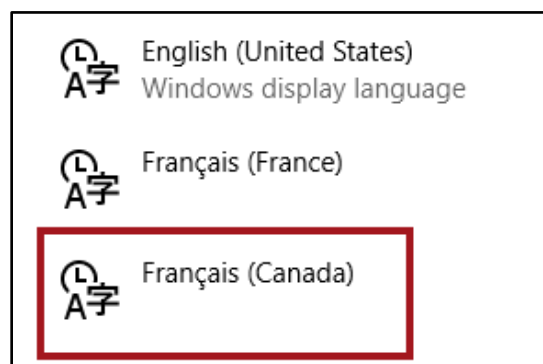 English (United States)
Windows display language
Français (France)
Français (Canada)